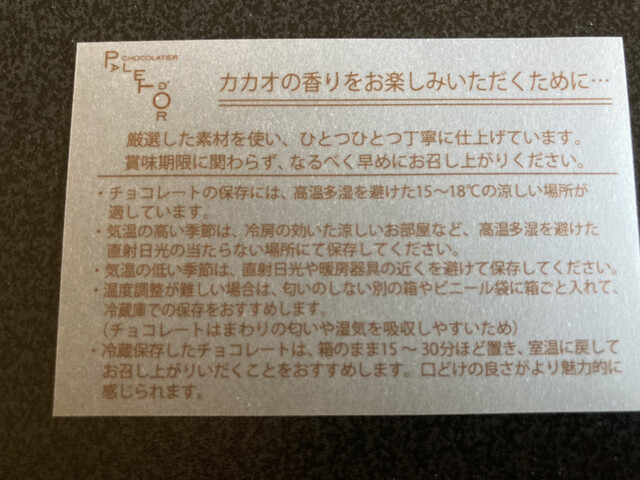 CHOCOLATIER
PALET D'OR
カカオの香りをお楽しみいただくために…
厳選した素材を使い、ひとつひとつ丁寧に仕上げています。
賞味期限に関わらず、なるべく早めにお召し上がりください。
・チョコレートの保存には、高温多湿を避けた15〜18℃の涼しい場所が
適しています。
・気温の高い季節は、冷房の効いた涼しいお部屋など、高温多湿を避けた
直射日光の当たらない場所にて保存してください。
・気温の低い季節は、直射日光や暖房器具の近くを避けて保存してください。
・温度調整が難しい場合は、匂いのしない別の箱やビニール袋に箱ごと入れて、
冷蔵庫での保存をおすすめします。
（チョコレートはまわりの匂いや湿気を吸収しやすいため）
・冷蔵保存したチョコレートは、箱のまま15 〜 30分ほど置き、室温に戻して
お召し上がりいだくことをおすすめします。口どけの良さがより魅力的に
感じられます。